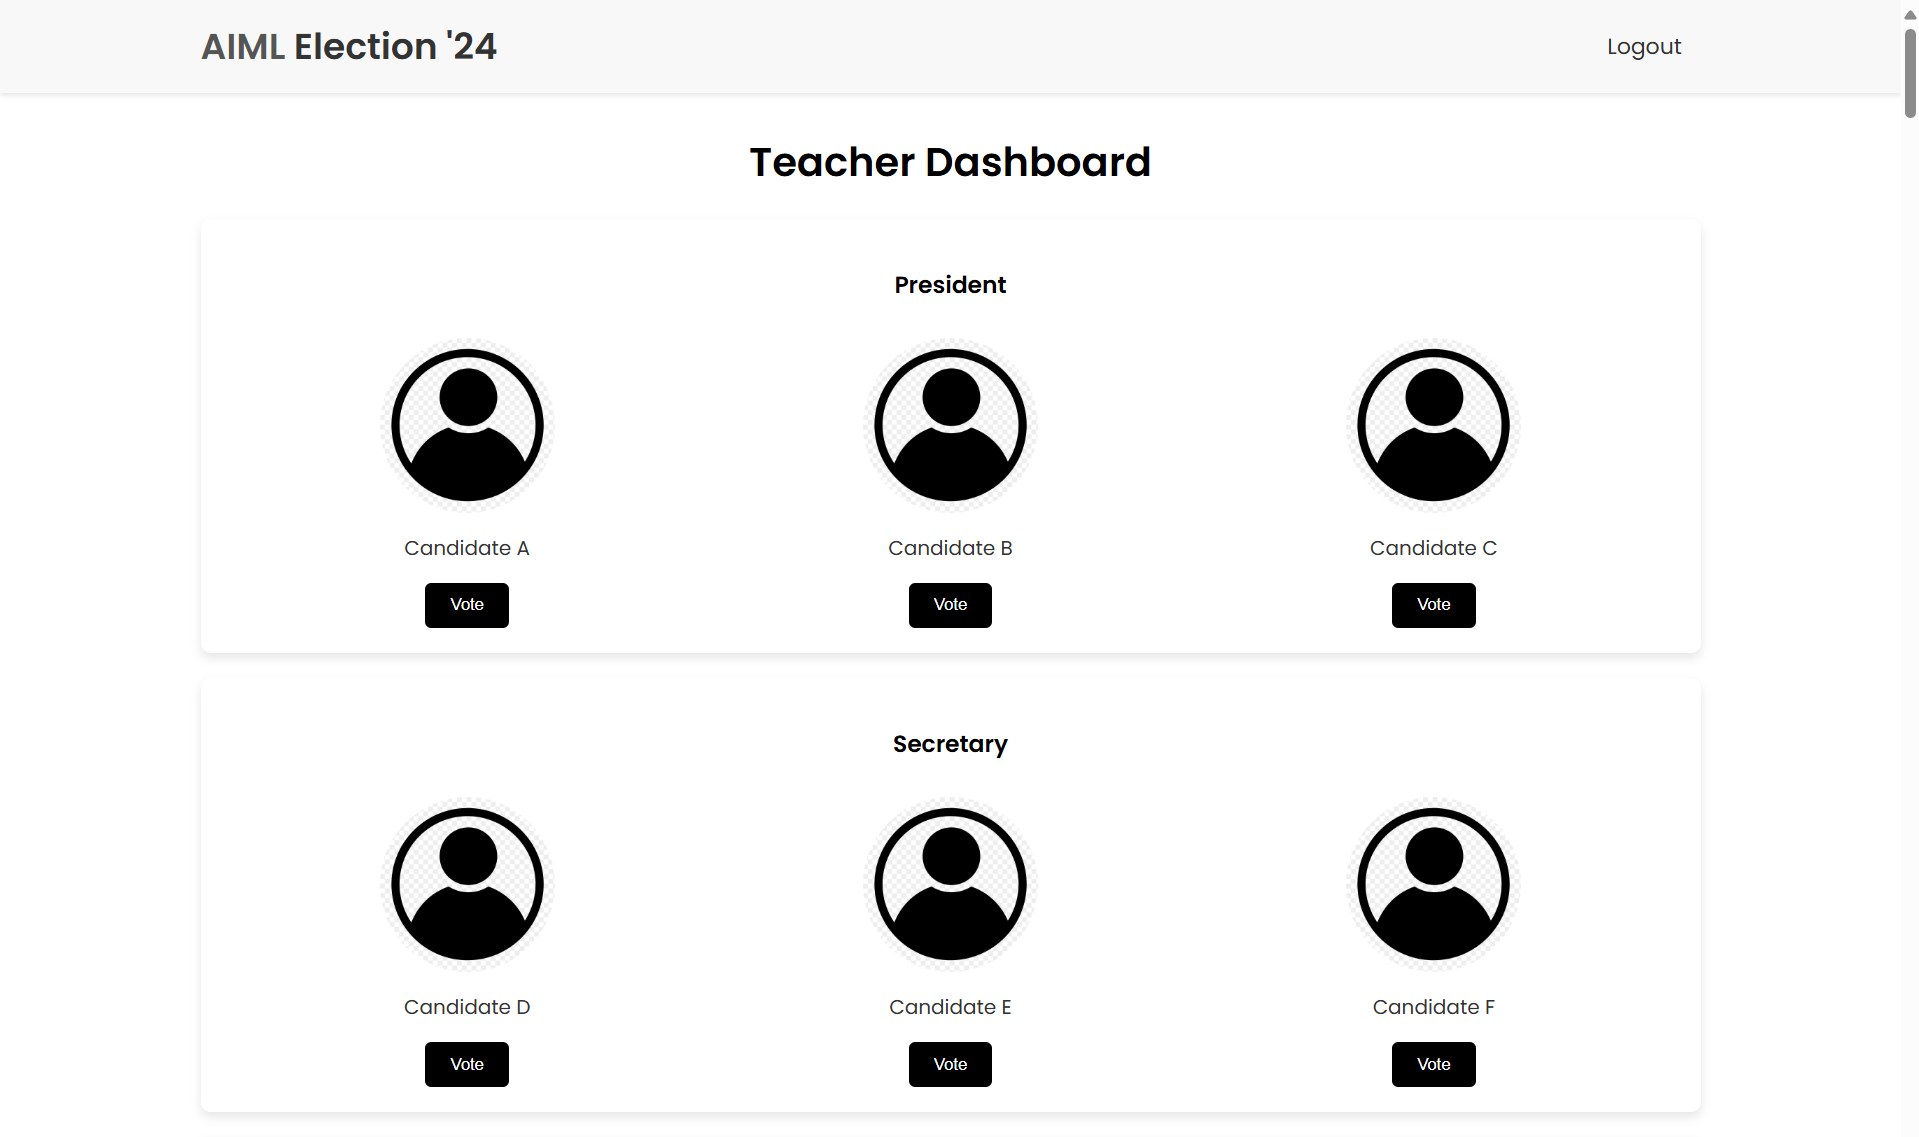 AIML Election '24
Logout
Teacher Dashboard
President
Candidate A
Candidate B
Candidate C
Vote
Vote
Vote
Secretary
Candidate D
Candidate E
Candidate F
Vote
Vote
Vote